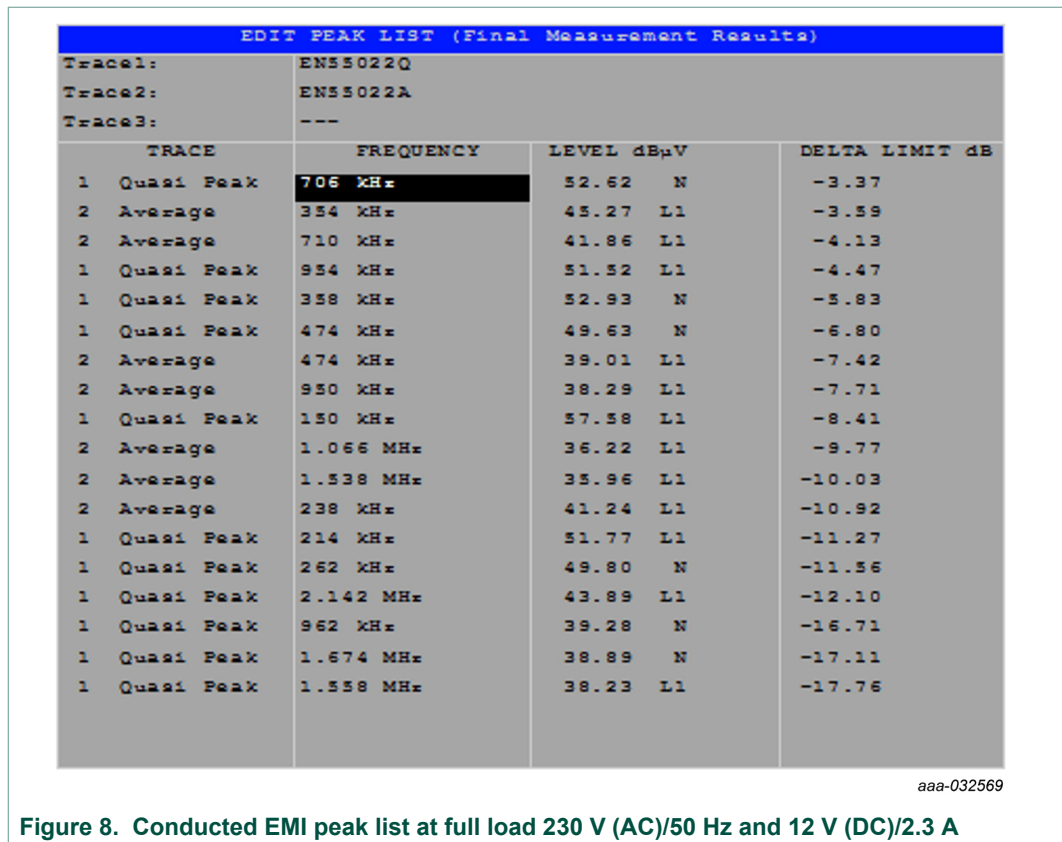 EDIT PEAK LIST (Final Measurement Results)
Trace1: EN55022Q
Trace2: EN55022A
Trace3: ---
TRACE FREQUENCY LEVEL dBµV DELTA LIMIT dB
1 Quasi Peak 706 kHz 52.62 N -3.37
2 Average 354 kHz 45.27 L1 -3.59
2 Average 710 kHz 41.86 L1 -4.13
1 Quasi Peak 954 kHz 51.52 L1 -4.47
1 Quasi Peak 358 kHz 52.93 N -5.83
1 Quasi Peak 474 kHz 49.63 N -6.80
2 Average 474 kHz 39.01 L1 -7.42
2 Average 950 kHz 38.29 L1 -7.71
1 Quasi Peak 150 kHz 57.58 L1 -8.41
2 Average 1.066 MHz 36.22 L1 -9.77
2 Average 1.538 MHz 35.96 L1 -10.03
2 Average 238 kHz 41.24 L1 -10.92
1 Quasi Peak 214 kHz 51.77 L1 -11.27
1 Quasi Peak 262 kHz 49.80 N -11.56
1 Quasi Peak 2.142 MHz 43.89 L1 -12.10
1 Quasi Peak 962 kHz 39.28 N -16.71
1 Quasi Peak 1.674 MHz 38.89 N -17.11
1 Quasi Peak 1.558 MHz 38.23 L1 -17.76
aaa-032569
Figure 8. Conducted EMI peak list at full load 230 V (AC)/50 Hz and 12 V (DC)/2.3 A